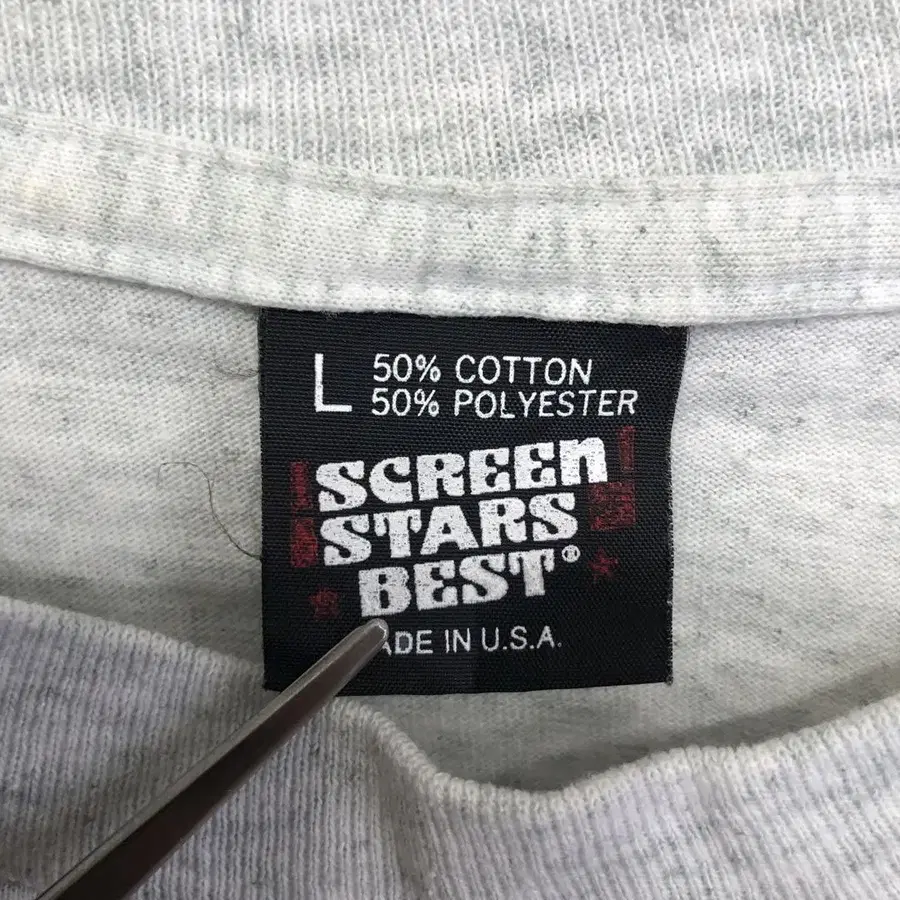 L 50% COTTON
50% POLYESTER
SCREEN
STARS
BEST®
ADE IN U.S.A.